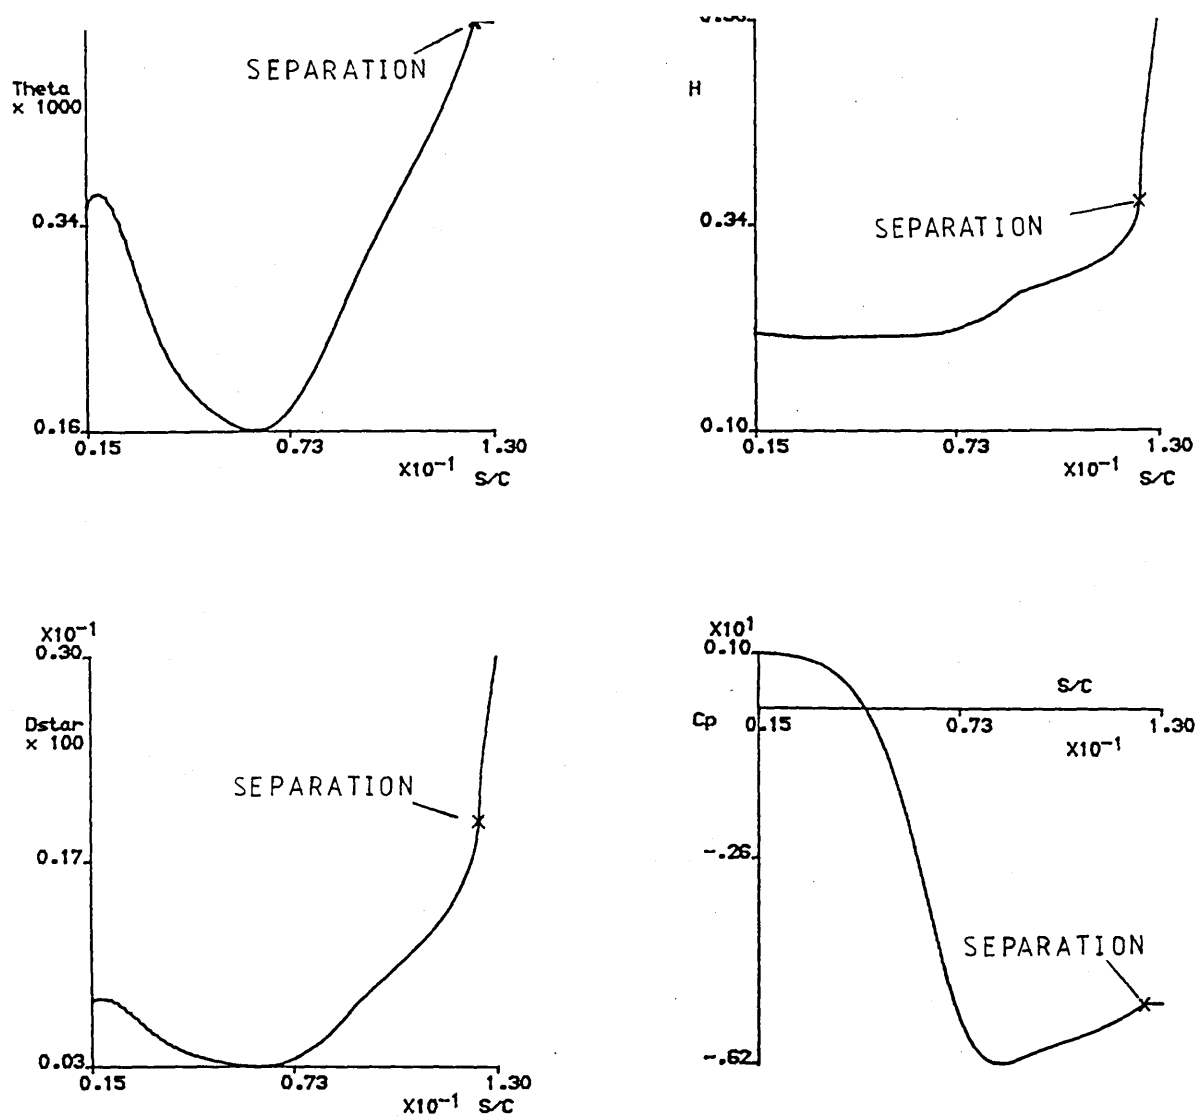 SEPARATION
Theta
x 1000
0.34
0.16
0.15 0.73 1.30
X10⁻¹ S/C
H
SEPARATION
0.34
0.10
0.15 0.73 1.30
X10⁻¹ S/C
X10⁻¹
0.30
Dstar
x 100
SEPARATION
0.17
0.03
0.15 0.73 1.30
X10⁻¹ S/C
X10¹
0.10
S/C
Cp 0.15 0.73 1.30
X10⁻¹
-.26
SEPARATION
-.62